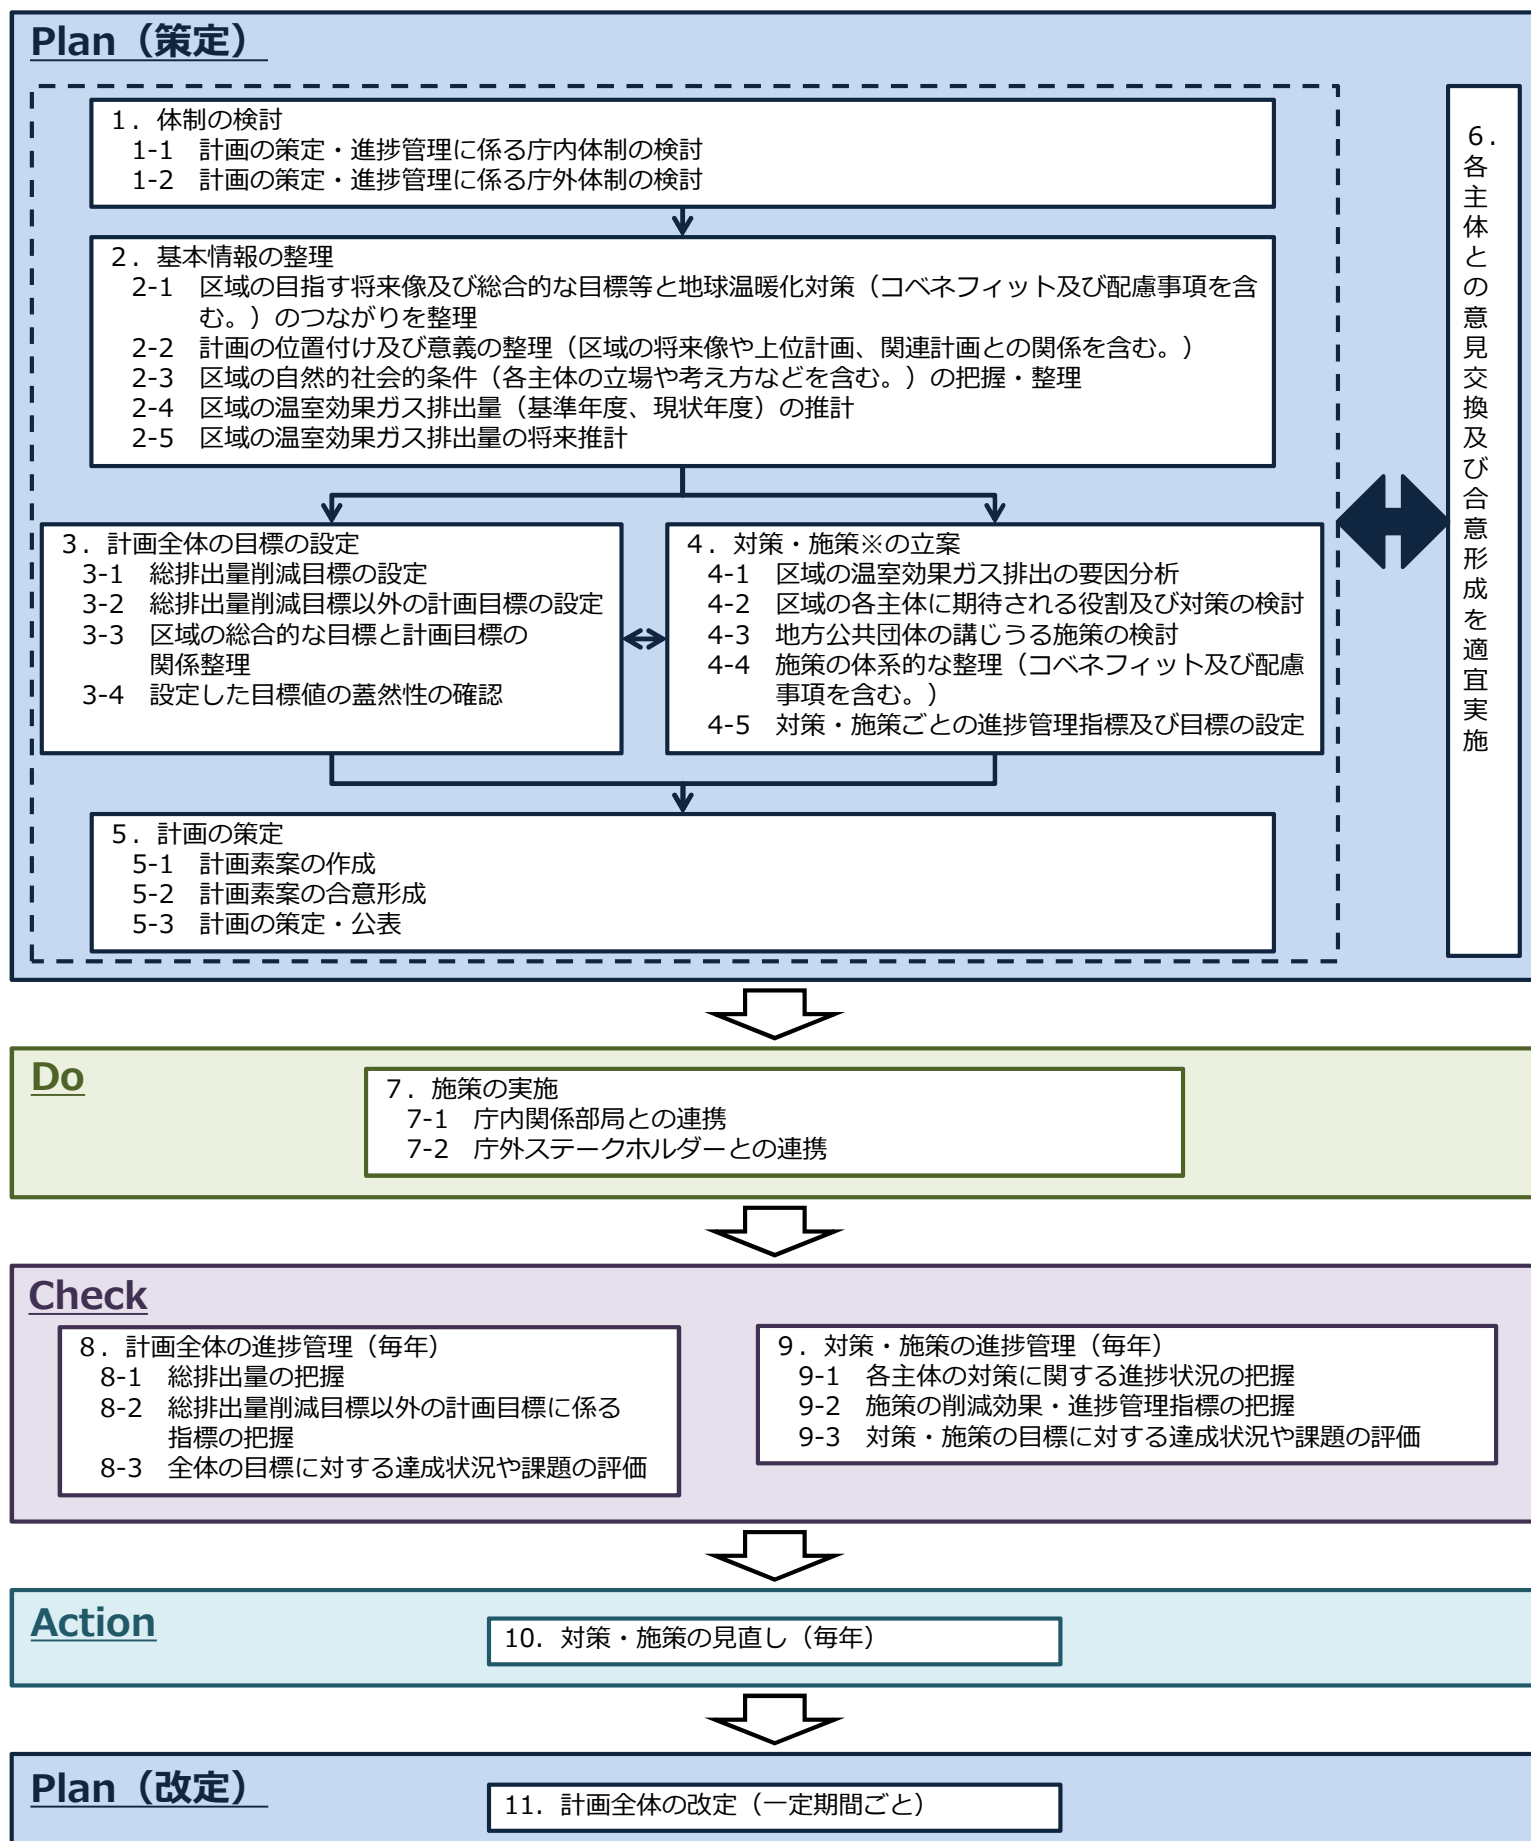 Plan（策定）
１．体制の検討
1-1　計画の策定・進捗管理に係る庁内体制の検討
1-2　計画の策定・進捗管理に係る庁外体制の検討
２．基本情報の整理
2-1　区域の目指す将来像及び総合的な目標等と地球温暖化対策（コベネフィット及び配慮事項を含
む。）のつながりを整理
2-2　計画の位置付け及び意義の整理（区域の将来像や上位計画、関連計画との関係を含む。）
2-3　区域の自然的社会的条件（各主体の立場や考え方などを含む。）の把握・整理
2-4　区域の温室効果ガス排出量（基準年度、現状年度）の推計
2-5　区域の温室効果ガス排出量の将来推計
３．計画全体の目標の設定
3-1　総排出量削減目標の設定
3-2　総排出量削減目標以外の計画目標の設定
3-3　区域の総合的な目標と計画目標の
関係整理
3-4　設定した目標値の蓋然性の確認
４．対策・施策※の立案
4-1　区域の温室効果ガス排出の要因分析
4-2　区域の各主体に期待される役割及び対策の検討
4-3　地方公共団体の講じうる施策の検討
4-4　施策の体系的な整理（コベネフィット及び配慮
事項を含む。）
4-5　対策・施策ごとの進捗管理指標及び目標の設定
５．計画の策定
5-1　計画素案の作成
5-2　計画素案の合意形成
5-3　計画の策定・公表
６．各主体との意見交換及び合意形成を適宜実施
Do
７．施策の実施
7-1　庁内関係部局との連携
7-2　庁外ステークホルダーとの連携
Check
８．計画全体の進捗管理（毎年）
8-1　総排出量の把握
8-2　総排出量削減目標以外の計画目標に係る
指標の把握
8-3　全体の目標に対する達成状況や課題の評価
９．対策・施策の進捗管理（毎年）
9-1　各主体の対策に関する進捗状況の把握
9-2　施策の削減効果・進捗管理指標の把握
9-3　対策・施策の目標に対する達成状況や課題の評価
Action
10．対策・施策の見直し（毎年）
Plan（改定）
11．計画全体の改定（一定期間ごと）